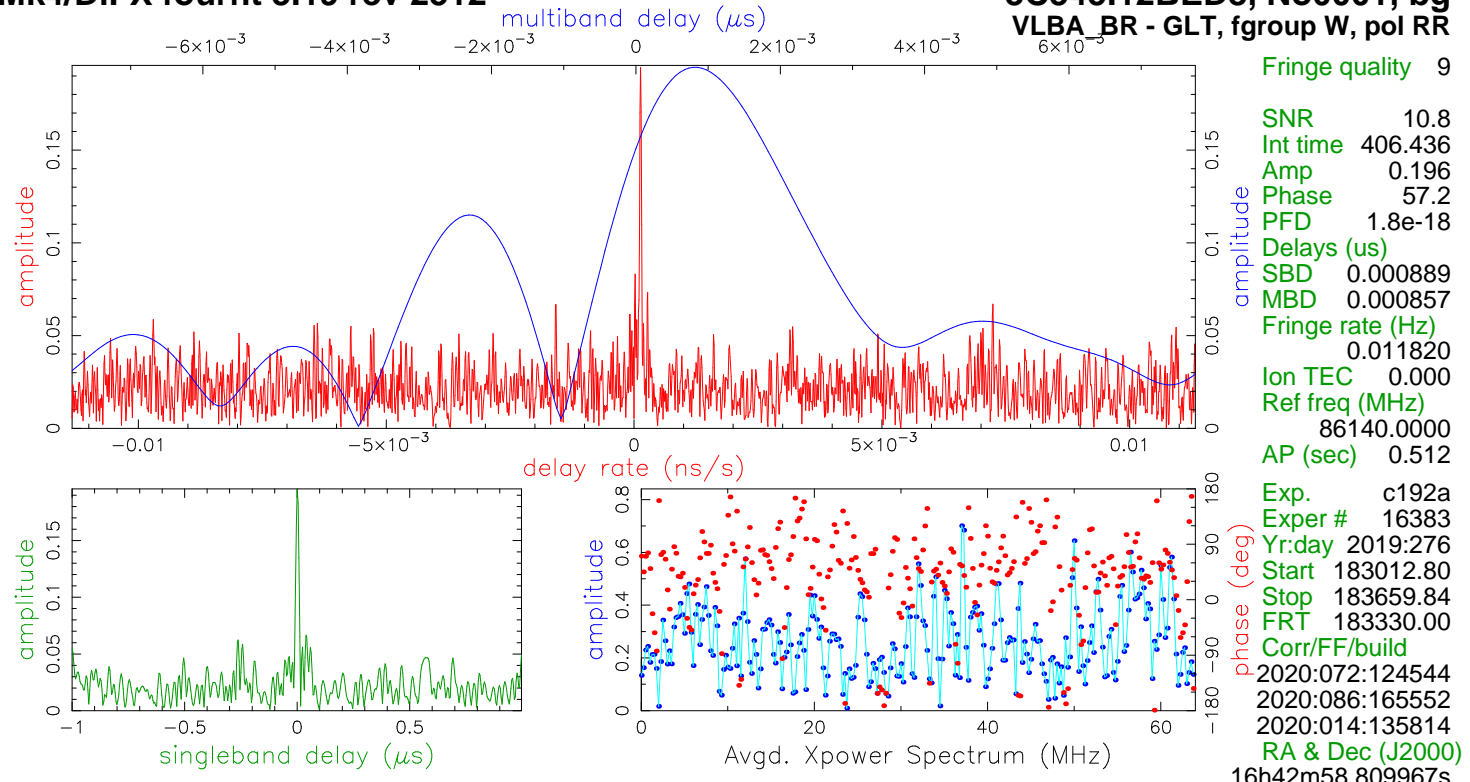 VLBA_BR - GLT, fgroup W, pol RR
multiband delay (μs)
−6×10⁻³ −4×10⁻³ −2×10⁻³ 0 2×10⁻³ 4×10⁻³ 6×10⁻³
amplitude
0 0.05 0.1 0.15
amplitude
0 0.05 0.1 0.15
−0.01 −5×10⁻³ 0 5×10⁻³ 0.01
delay rate (ns/s)
Fringe quality 9
SNR 10.8
Int time 406.436
Amp 0.196
Phase 57.2
PFD 1.8e-18
Delays (us)
SBD 0.000889
MBD 0.000857
Fringe rate (Hz)
0.011820
Ion TEC 0.000
Ref freq (MHz)
86140.0000
AP (sec) 0.512
Exp. c192a
Exper # 16383
Yr:day 2019:276
Start 183012.80
Stop 183659.84
FRT 183330.00
Corr/FF/build
2020:072:124544
2020:086:165552
2020:014:135814
RA & Dec (J2000)
16h42m58.809967s
amplitude
0 0.05 0.15
−1 −0.5 0 0.5
singleband delay (μs)
amplitude
0 0.2 0.4 0.6 0.8
0 20 40 60
Avgd. Xpower Spectrum (MHz)
−180 −90 0 90 180
phase (deg)